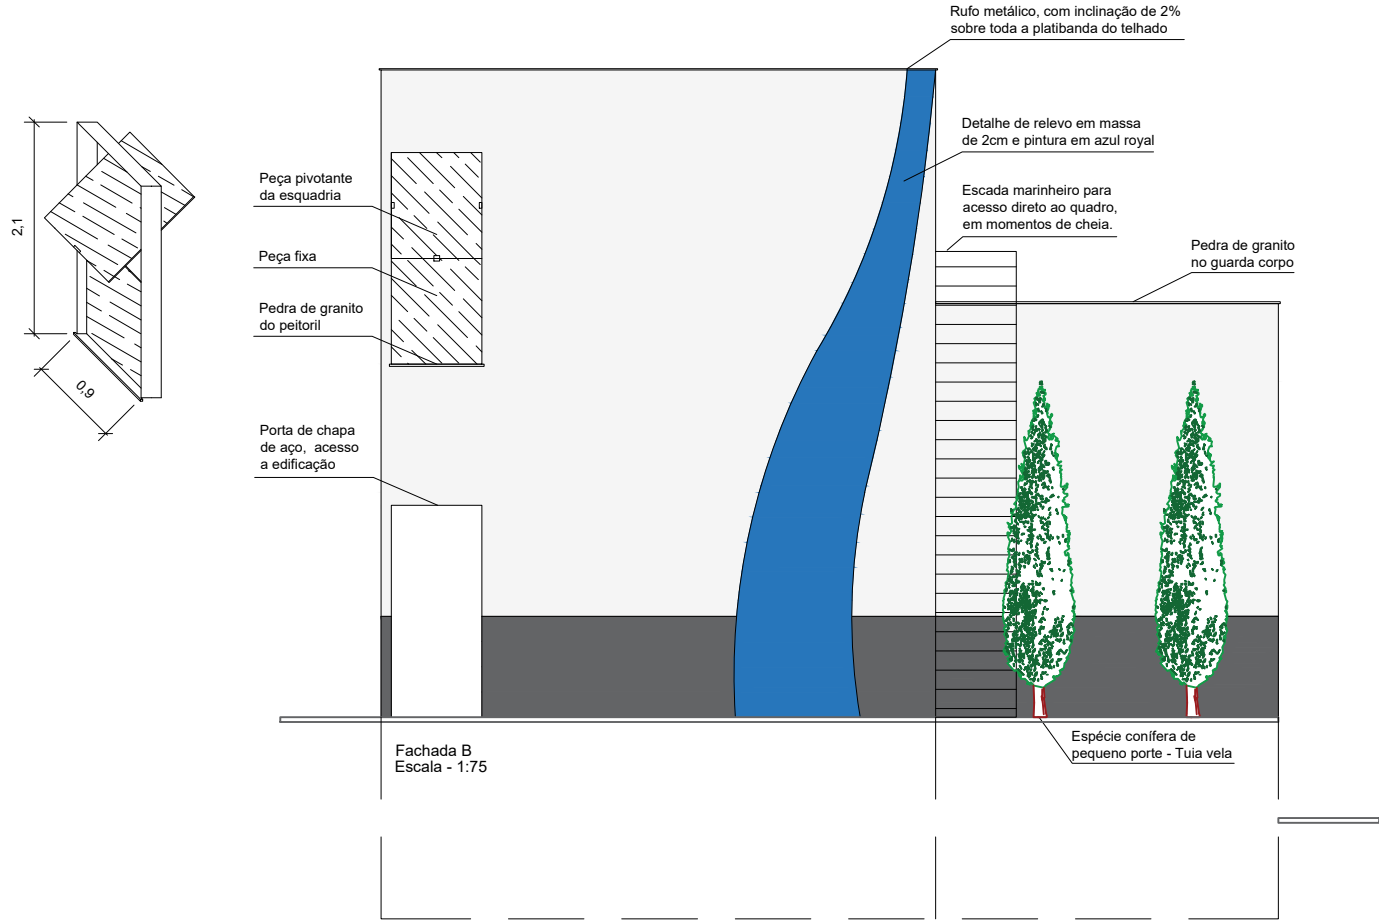 Rufo metálico, com inclinação de 2%
sobre toda a platibanda do telhado
Detalhe de relevo em massa
de 2cm e pintura em azul royal
Escada marinheiro para
acesso direto ao quadro,
em momentos de cheia.
Pedra de granito
no guarda corpo
Peça pivotante
da esquadria
Peça fixa
Pedra de granito
do peitoril
Porta de chapa
de aço, acesso
a edificação
2,1
0,9
Espécie conífera de
pequeno porte - Tuia vela
Fachada B
Escala - 1:75